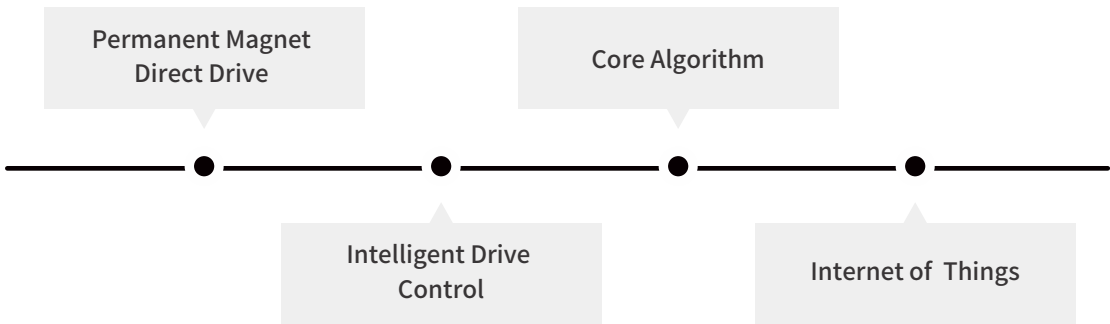 Permanent Magnet
Direct Drive
Intelligent Drive
Control
Core Algorithm
Internet of  Things